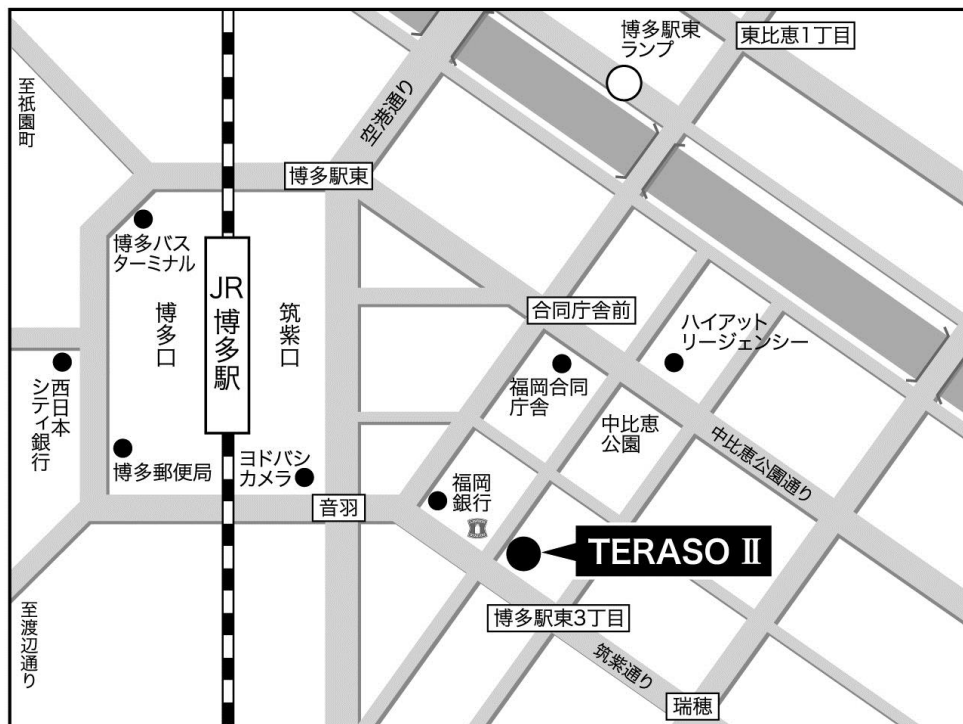 博多駅東
ランプ
東比恵1丁目
至祇園町
空港通り
博多駅東
博多バス
ターミナル
JR博多駅
博多口
筑紫口
合同庁舎前
ハイアット
リージェンシー
西日本
シティ銀行
福岡合同
庁舎
中比恵
公園
中比恵公園通り
博多郵便局
ヨドバシ
カメラ
音羽
福岡
銀行
TERASO Ⅱ
博多駅東3丁目
至渡辺通り
筑紫通り
瑞穂